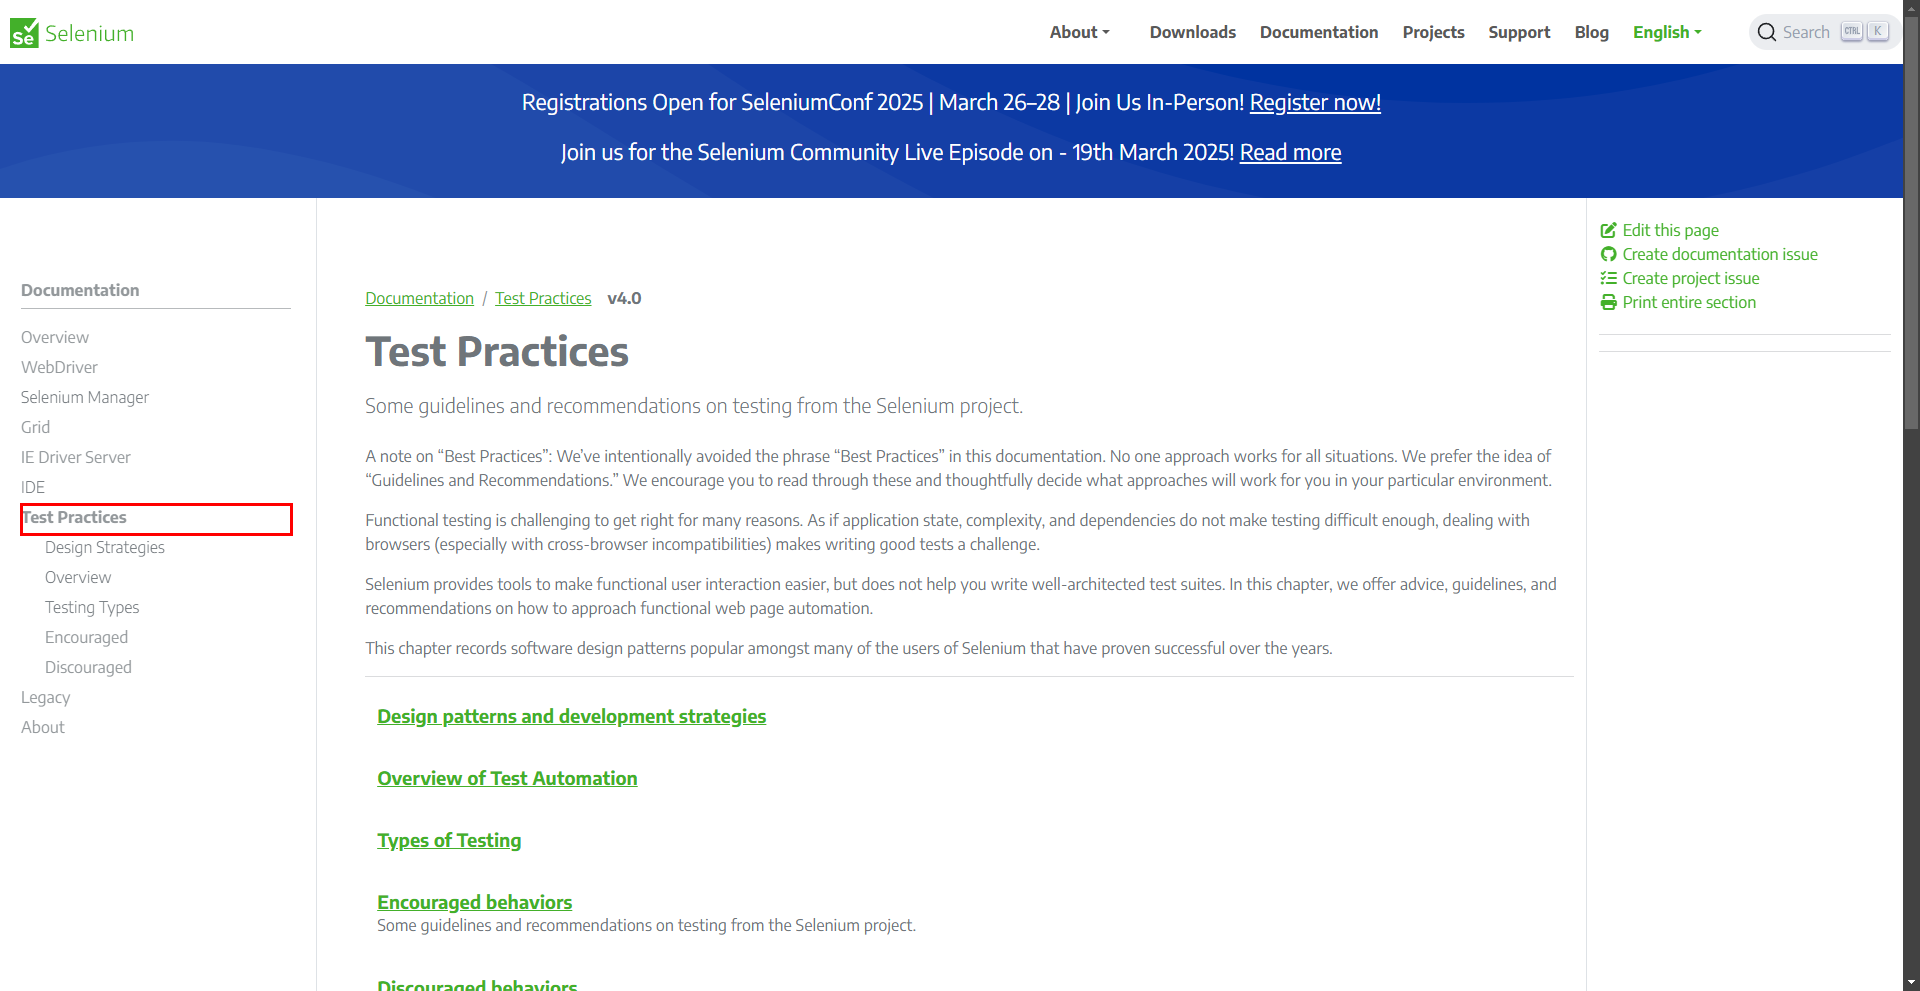 Se Selenium
About Downloads Documentation Projects Support Blog English Search CTRL K
Registrations Open for SeleniumConf 2025 | March 26–28 | Join Us In-Person! Register now!
Join us for the Selenium Community Live Episode on - 19th March 2025! Read more
Documentation
Overview
WebDriver
Selenium Manager
Grid
IE Driver Server
IDE
Test Practices
Design Strategies
Overview
Testing Types
Encouraged
Discouraged
Legacy
About
Documentation / Test Practices v4.0
Test Practices
Some guidelines and recommendations on testing from the Selenium project.
A note on “Best Practices”: We’ve intentionally avoided the phrase “Best Practices” in this documentation. No one approach works for all situations. We prefer the idea of
“Guidelines and Recommendations.” We encourage you to read through these and thoughtfully decide what approaches will work for you in your particular environment.
Functional testing is challenging to get right for many reasons. As if application state, complexity, and dependencies do not make testing difficult enough, dealing with
browsers (especially with cross-browser incompatibilities) makes writing good tests a challenge.
Selenium provides tools to make functional user interaction easier, but does not help you write well-architected test suites. In this chapter, we offer advice, guidelines, and
recommendations on how to approach functional web page automation.
This chapter records software design patterns popular amongst many of the users of Selenium that have proven successful over the years.
Design patterns and development strategies
Overview of Test Automation
Types of Testing
Encouraged behaviors
Some guidelines and recommendations on testing from the Selenium project.
Discouraged behaviors
Edit this page
Create documentation issue
Create project issue
Print entire section